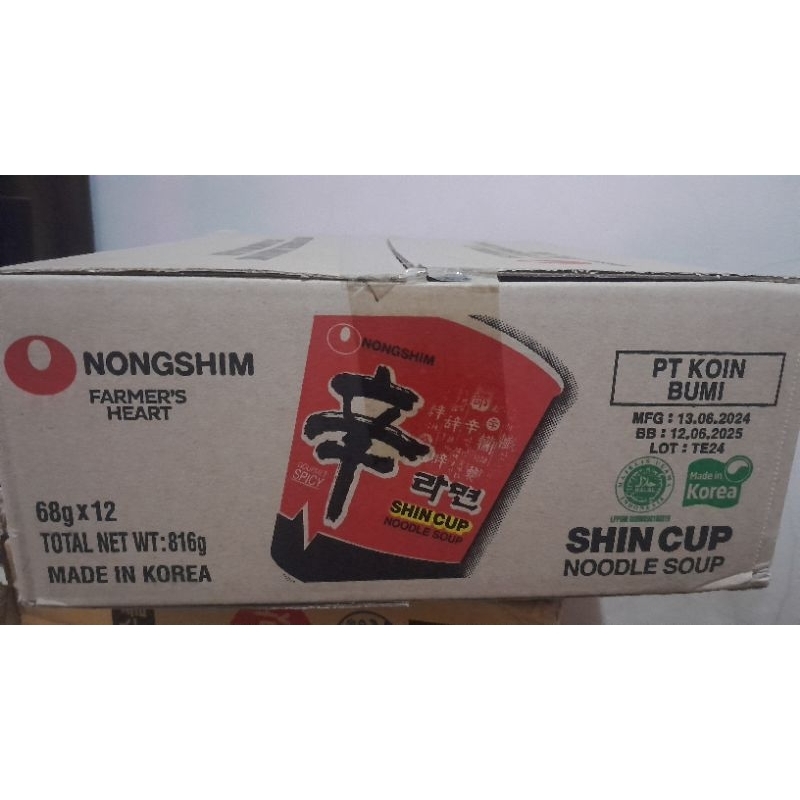 NONGSHIM
FARMER'S
HEART
68g x 12
TOTAL NET WT:816g
MADE IN KOREA
NONGSHIM
辛
GOURMET
SPICY
라면
SHIN CUP
NOODLE SOUP
PT KOIN
BUMI
MFG : 13.06.2024
BB : 12.06.2025
LOT : TE24
Made in
Korea
SHIN CUP
NOODLE SOUP